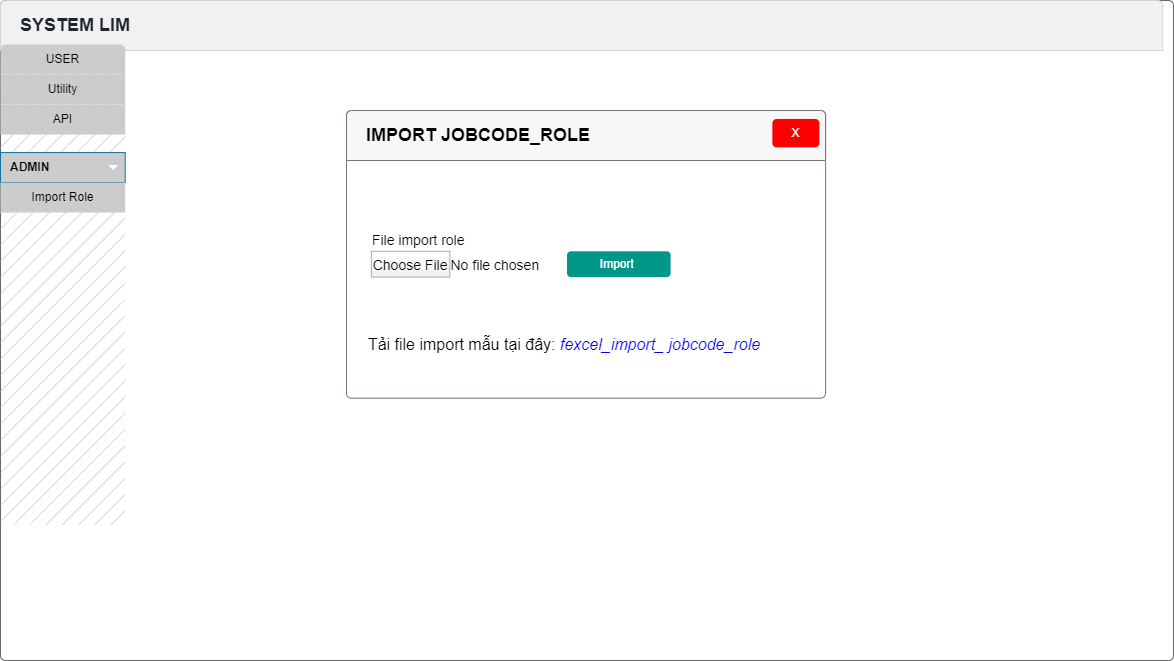 SYSTEM LIM
USER
Utility
API
ADMIN
Import Role
IMPORT JOBCODE_ROLE
X
File import role
Choose File No file chosen
Import
Tải file import mẫu tại đây: fexcel_import_ jobcode_role